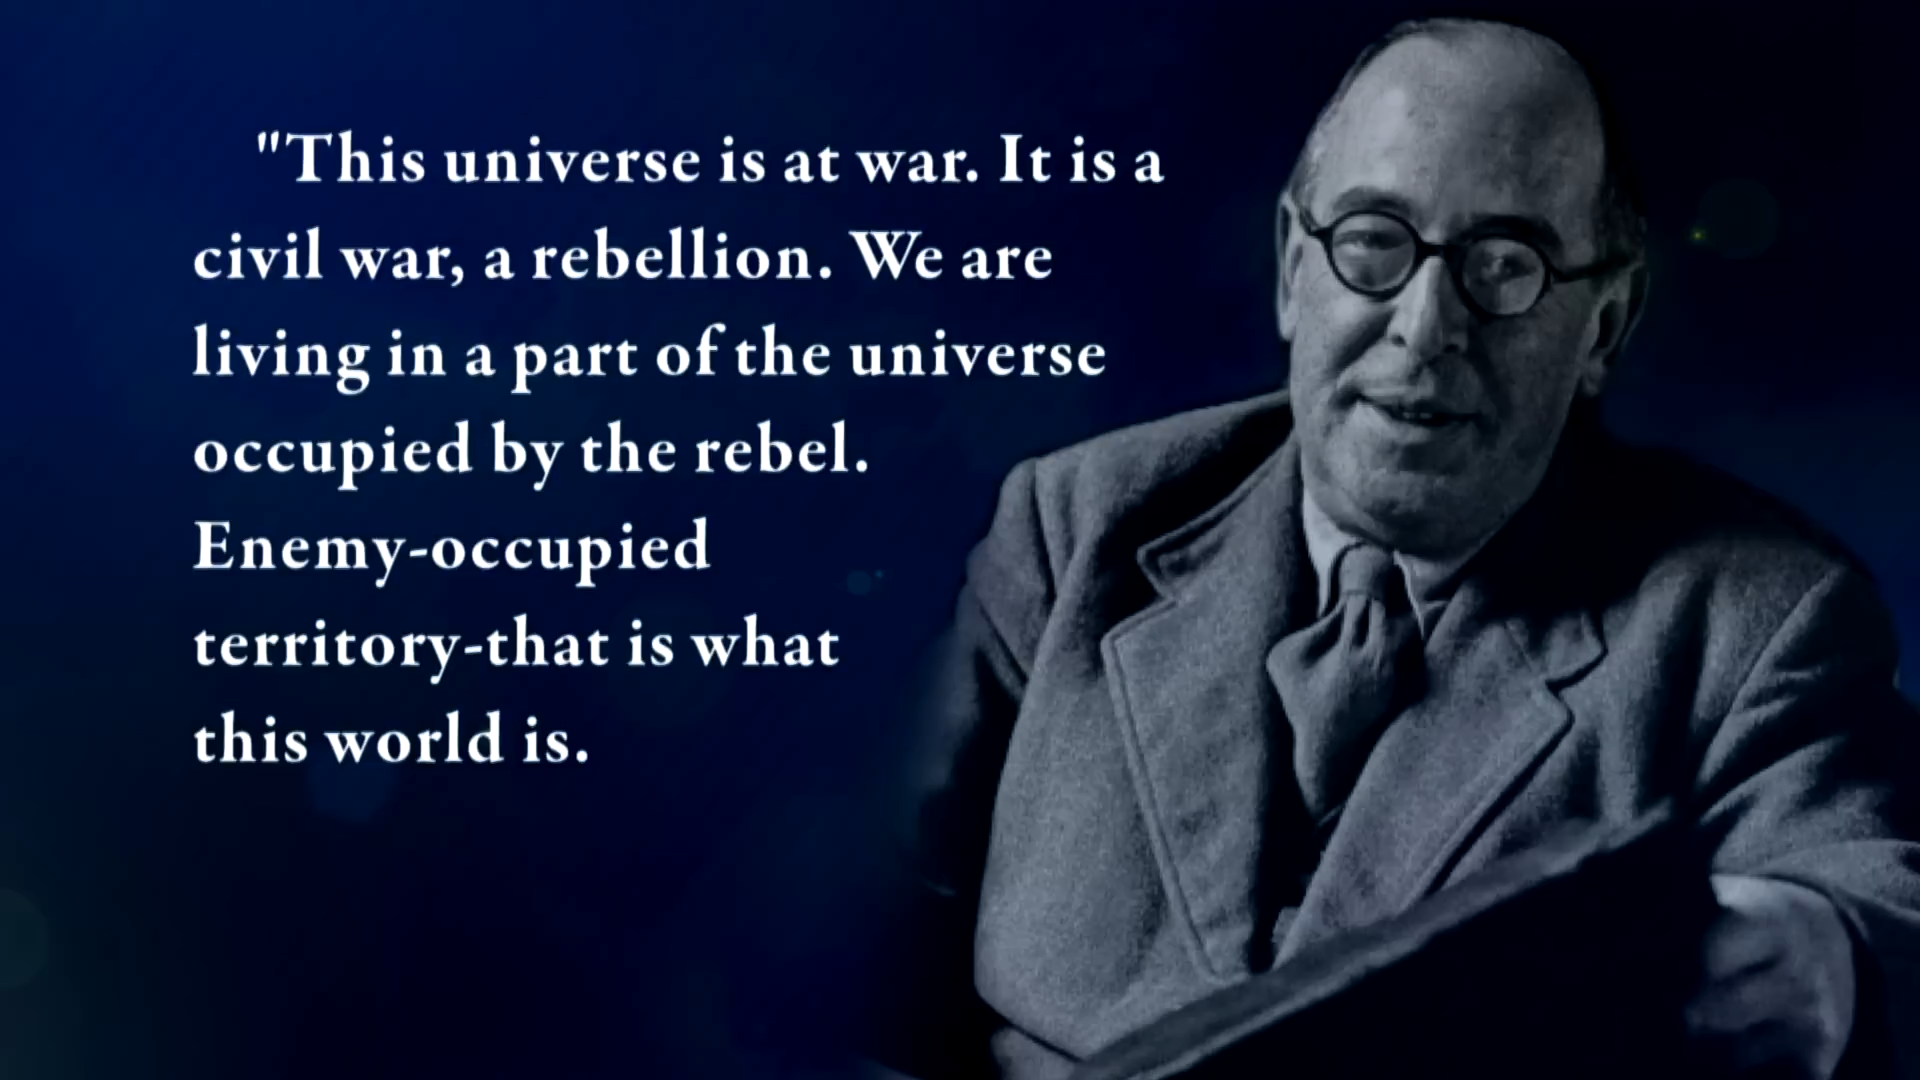 "This universe is at war. It is a
civil war, a rebellion. We are
living in a part of the universe
occupied by the rebel.
Enemy-occupied
territory-that is what
this world is.